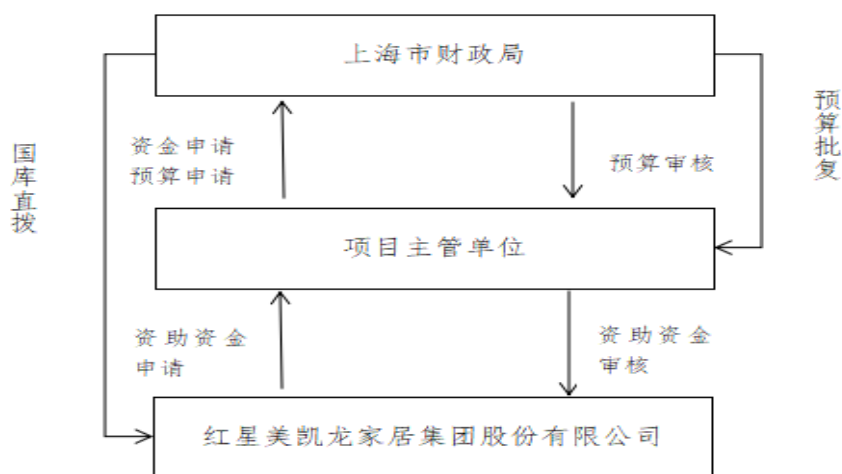 上海市财政局
国库直拨
资金申请
预算申请
预算审核
预算批复
项目主管单位
资助资金
申请
资助资金
审核
红星美凯龙家居集团股份有限公司